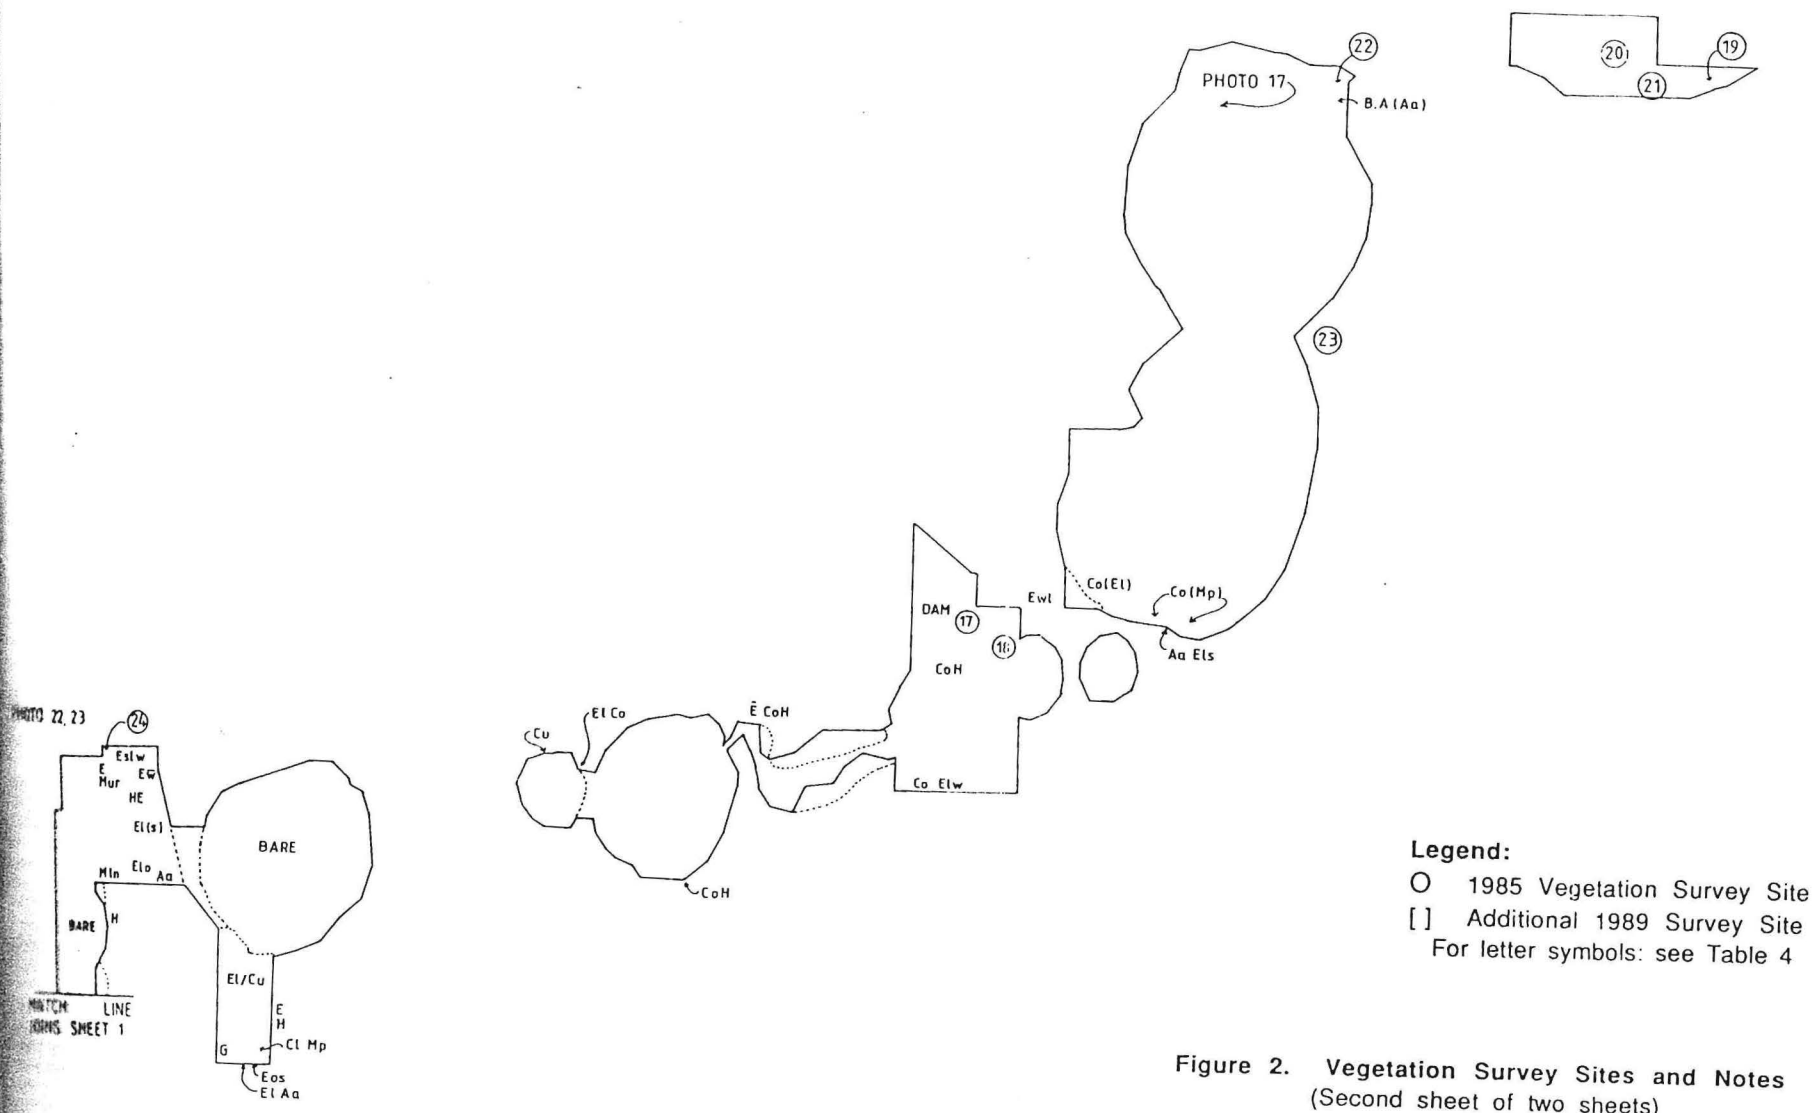 22
PHOTO 17
B.A(Aa)
20
19
21
23
Co(El)
Co(Mp)
Ewl
Aa Els
DAM
17
CoH
Ē CoH
El Co
Cu
Co Elw
CoH
PHOTO 22, 23
24
Eslw
E
Mur
HE
El(s)
BARE
Mln
Elo
Aa
BARE
H
El/Cu
E
H
G
Cl Mp
Eos
El Aa
MATCH LINE
SHEET 1
Legend:
O 1985 Vegetation Survey Site
[ ] Additional 1989 Survey Site
For letter symbols: see Table 4
Figure 2. Vegetation Survey Sites and Notes
(Second sheet of two sheets)